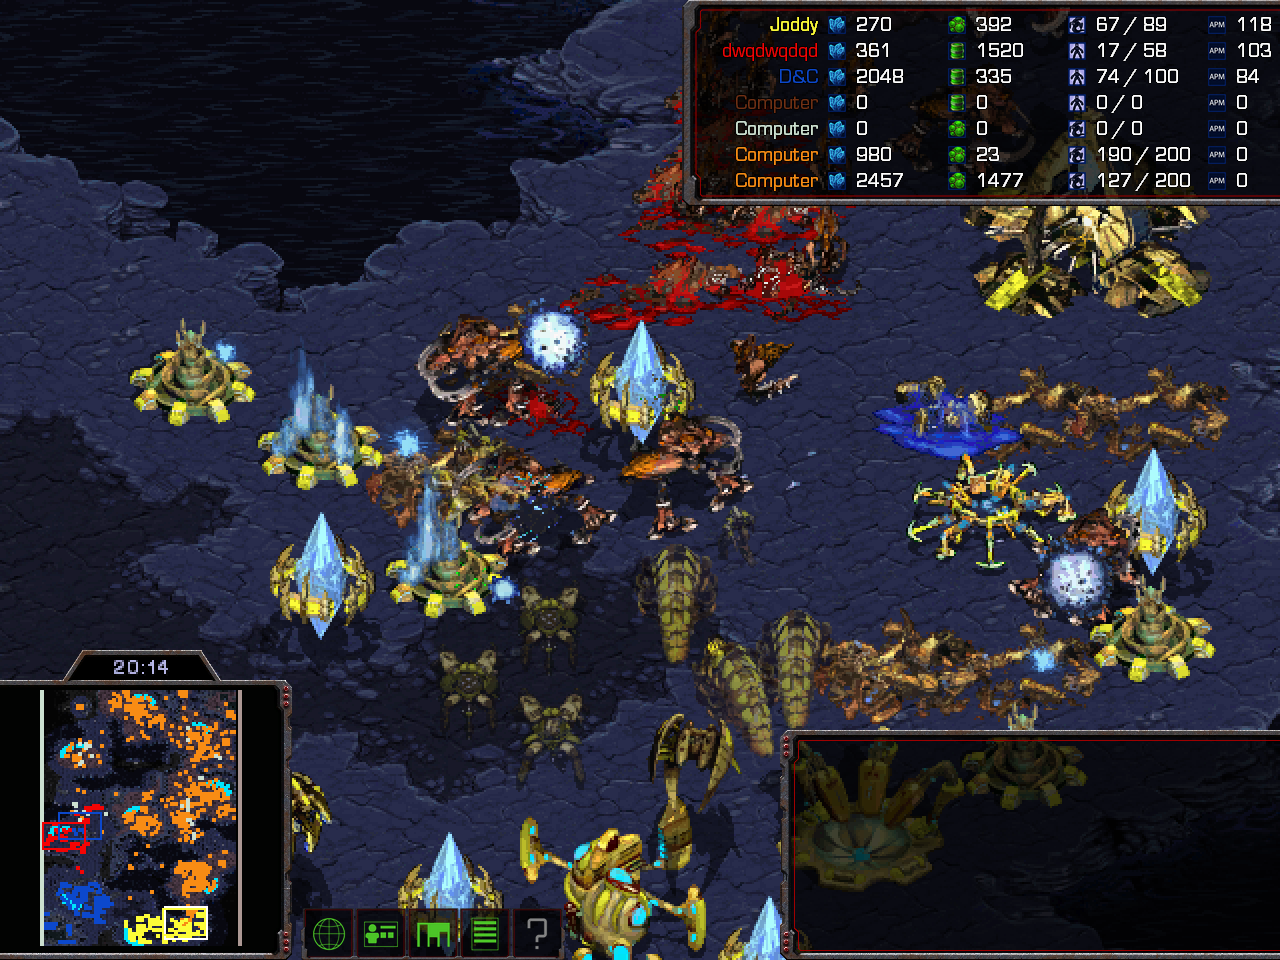 Joddy 270 392 67 / 89 APM 118
dwqdwqdqd 361 1520 17 / 58 APM 103
D&C 2048 335 74 / 100 APM 84
Computer 0 0 0 / 0 APM 0
Computer 0 0 0 / 0 APM 0
Computer 980 23 190 / 200 APM 0
Computer 2457 1477 127 / 200 APM 0
20:14
?